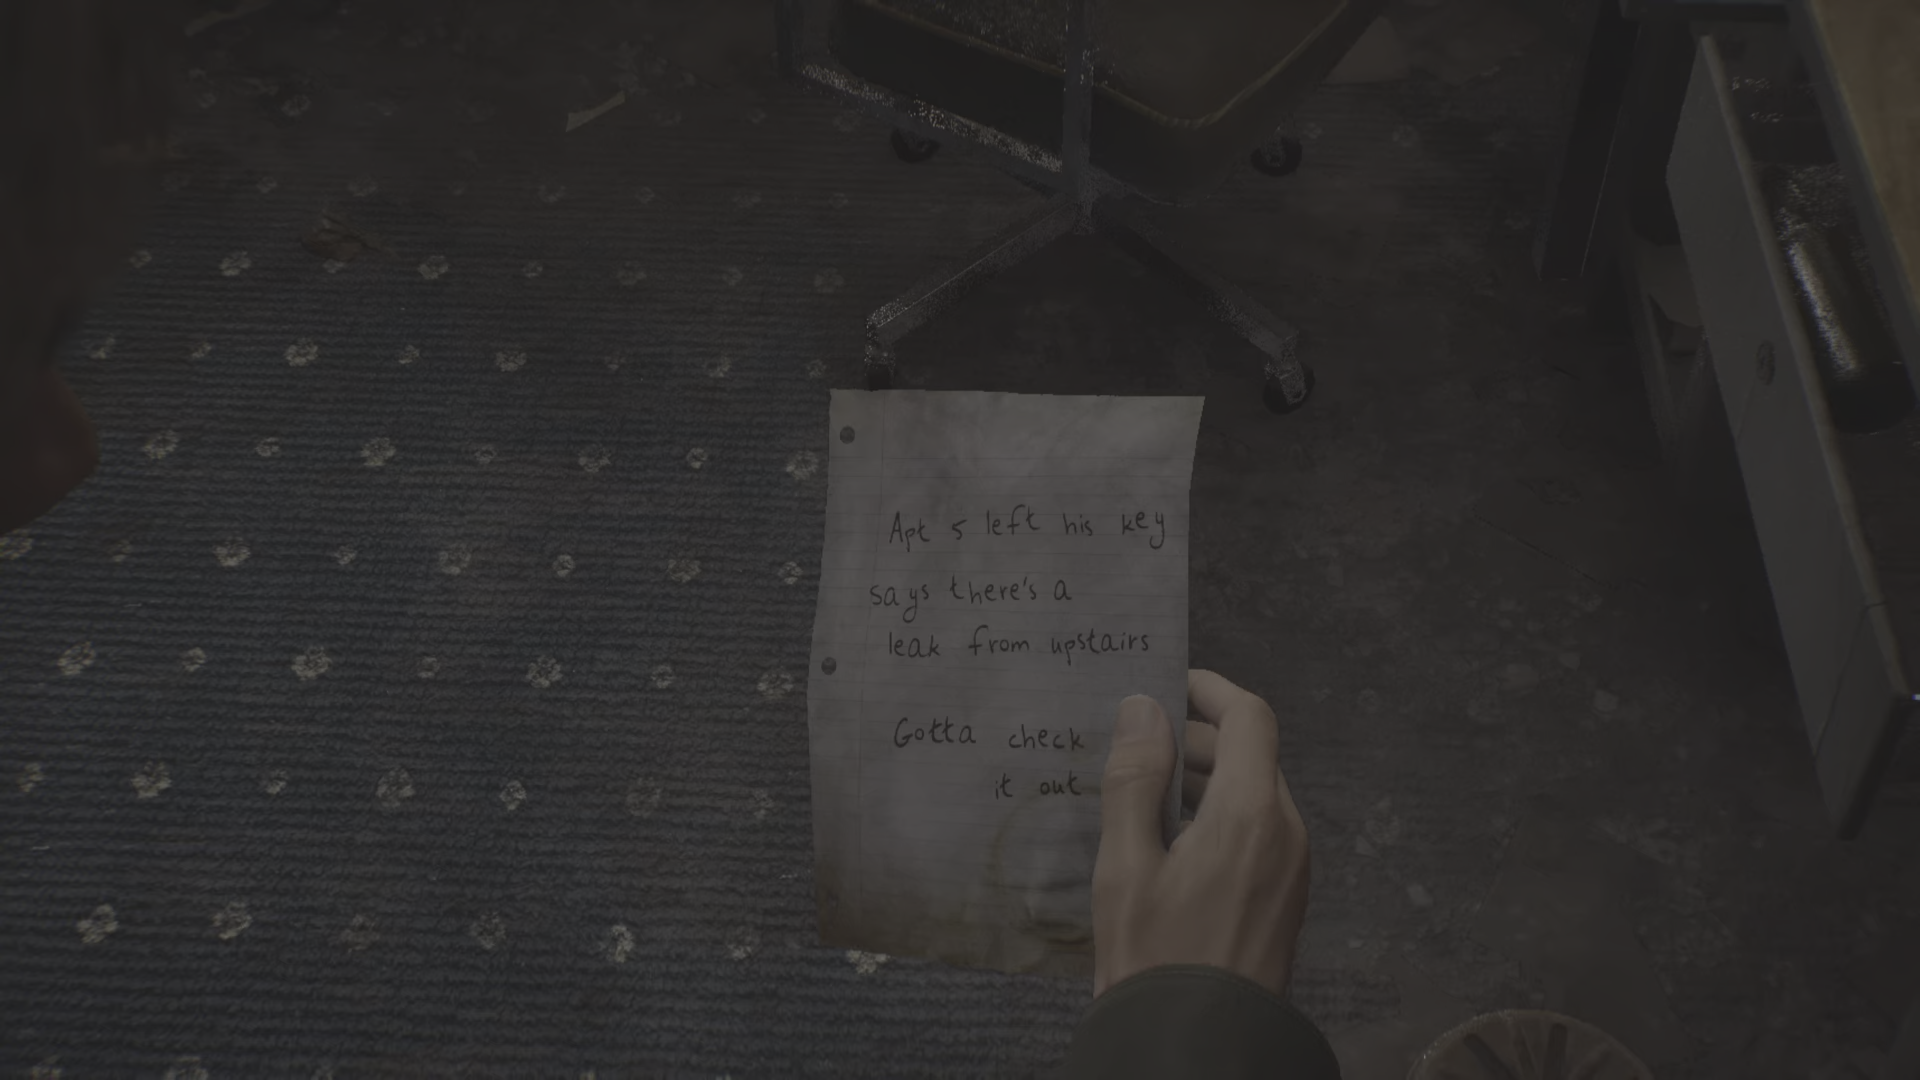 Apt 5 left his key
says there's a
leak from upstairs
Gotta check
it out